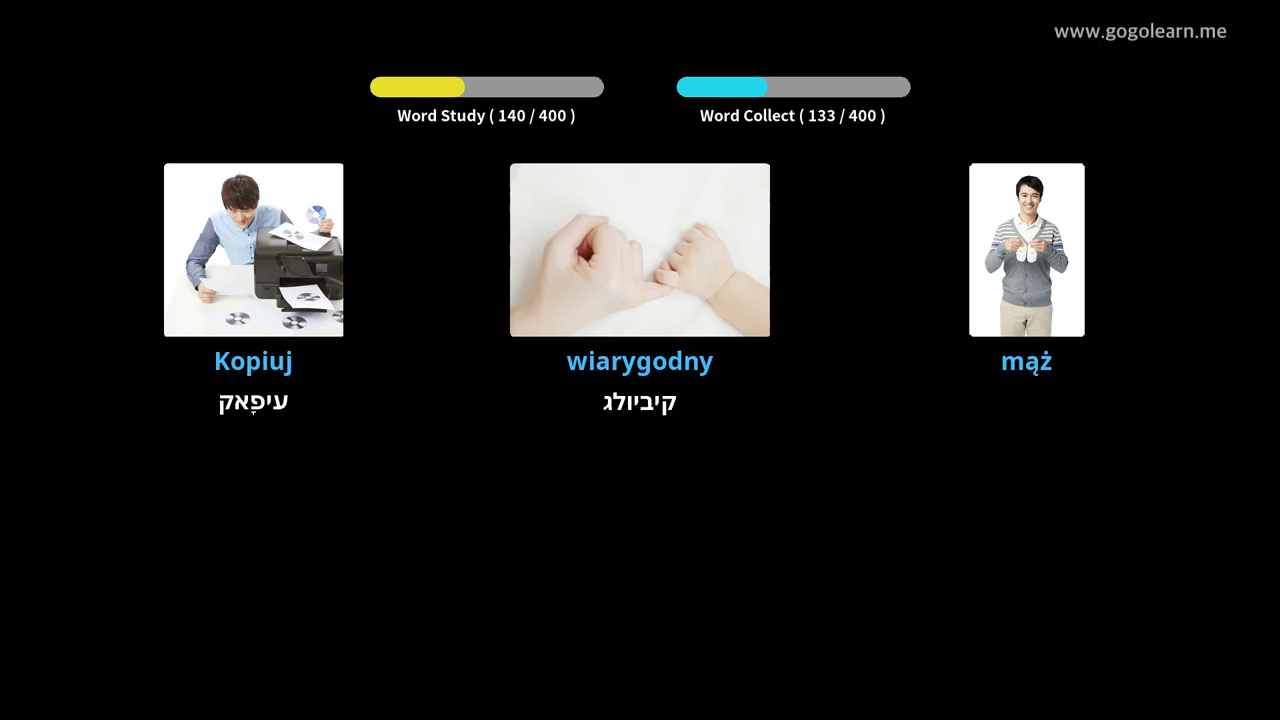 www.gogolearn.me
Word Study ( 140 / 400 )
Word Collect ( 133 / 400 )
Kopiuj
wiarygodny
mąż
עיפָאק
קיביולג